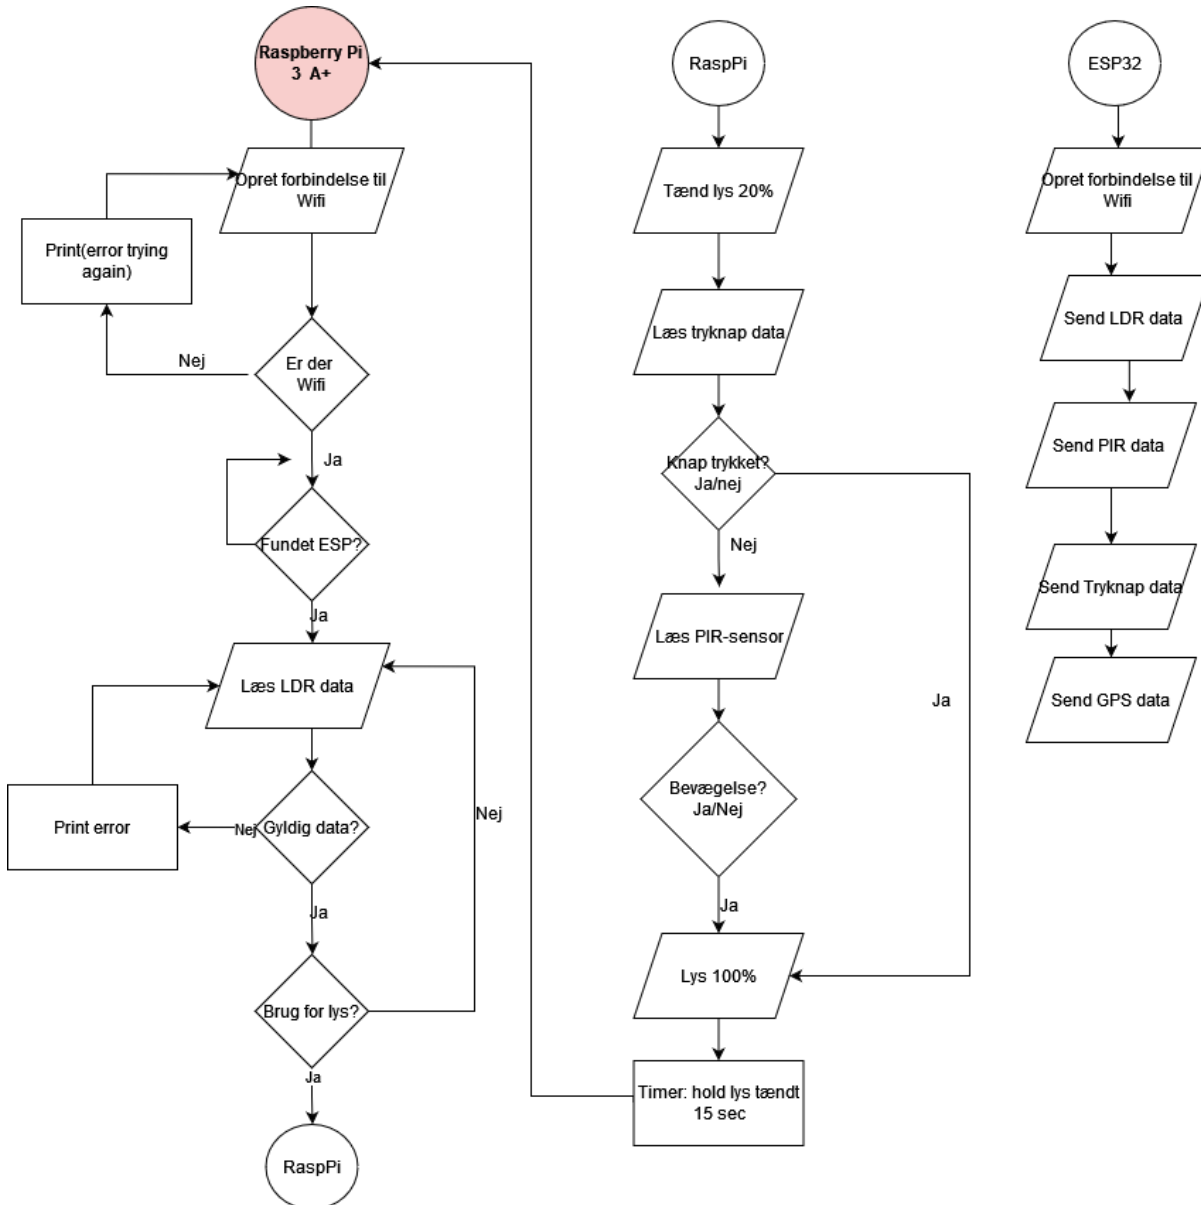 Raspberry Pi
3 A+
Opret forbindelse til
Wifi
Print(error trying
again)
Nej
Er der
Wifi
Ja
Fundet ESP?
Ja
Læs LDR data
Print error
Nej
Gyldig data?
Nej
Ja
Brug for lys?
Ja
RaspPi
RaspPi
Tænd lys 20%
Læs tryknap data
Knap trykket?
Ja/nej
Nej
Læs PIR-sensor
Ja
Bevægelse?
Ja/Nej
Ja
Lys 100%
Timer: hold lys tændt
15 sec
ESP32
Opret forbindelse til
Wifi
Send LDR data
Send PIR data
Send Tryknap data
Send GPS data